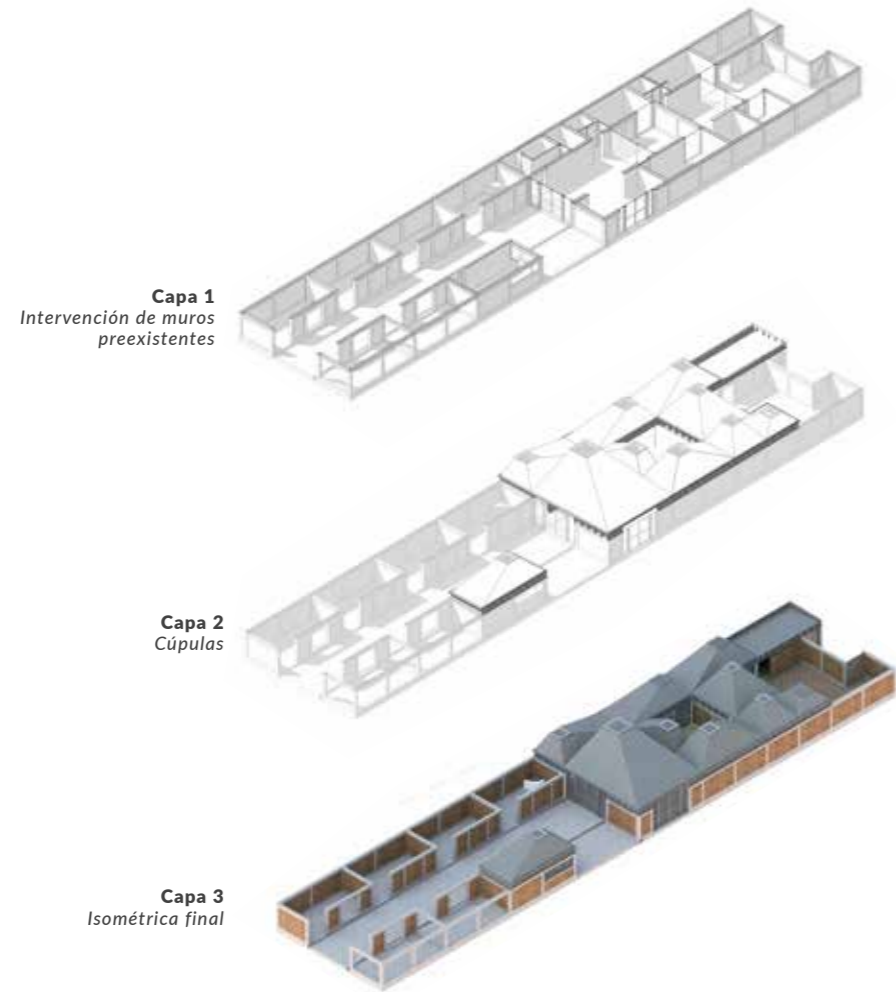 Capa 1
Intervención de muros
preexistentes
Capa 2
Cúpulas
Capa 3
Isométrica final